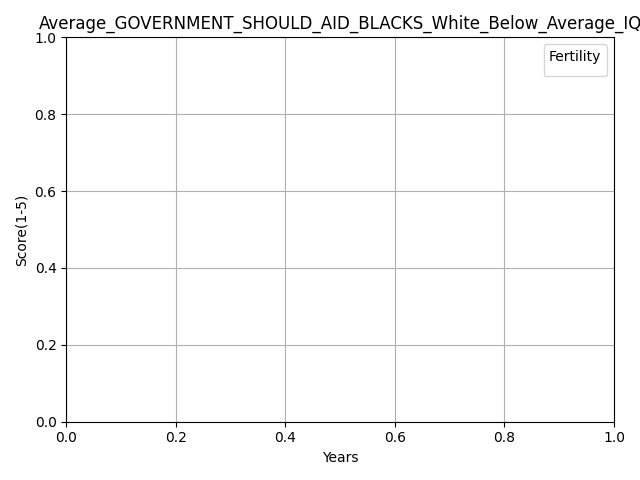 Average_GOVERNMENT_SHOULD_AID_BLACKS_White_Below_Average_IQ
Fertility
1.0
0.8
0.6
0.4
0.2
0.0
Score(1-5)
0.0 0.2 0.4 0.6 0.8 1.0
Years